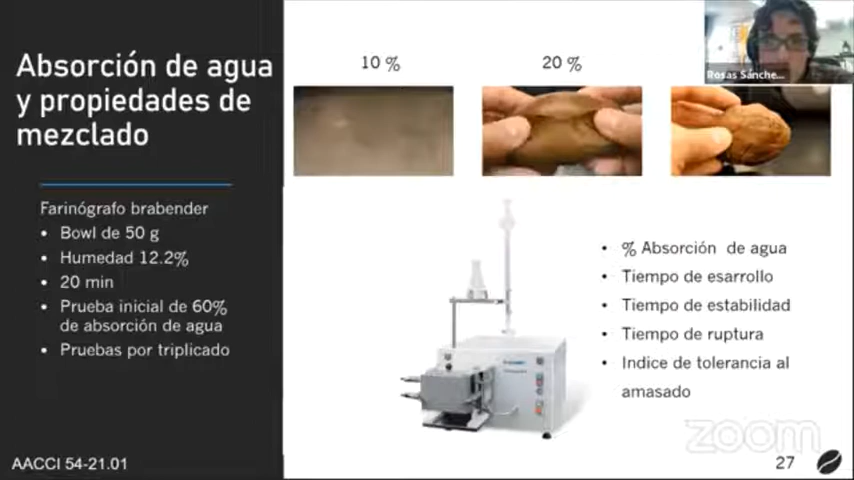 Absorción de agua
y propiedades de
mezclado
Farinógrafo brabender
• Bowl de 50 g
• Humedad 12.2%
• 20 min
• Prueba inicial de 60%
de absorción de agua
• Pruebas por triplicado
AACCI 54-21.01
10 %
20 %
Rosas Sánche...
• % Absorción de agua
• Tiempo de esarrollo
• Tiempo de estabilidad
• Tiempo de ruptura
• Indice de tolerancia al
amasado
zoom
27